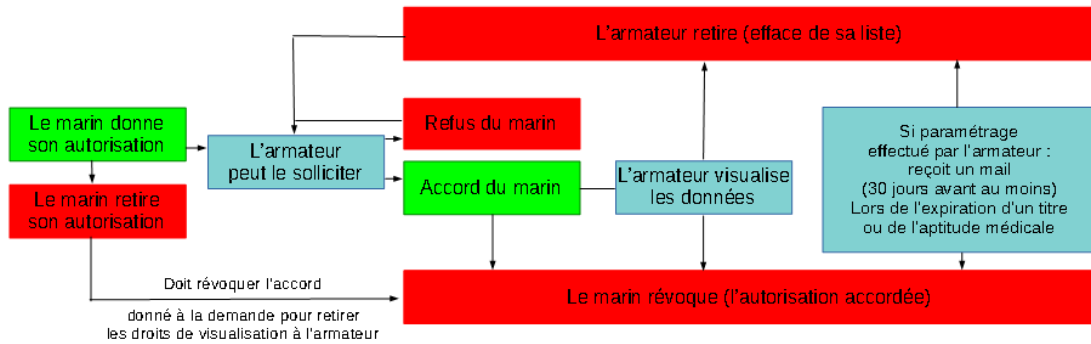 L'armateur retire (efface de sa liste)
Le marin donne
son autorisation
L'armateur
peut le solliciter
Refus du marin
Accord du marin
L'armateur visualise
les données
Si paramétrage
effectué par l'armateur :
reçoit un mail
(30 jours avant au moins)
Lors de l'expiration d'un titre
ou de l'aptitude médicale
Le marin retire
son autorisation
Doit révoquer l'accord
donné à la demande pour retirer
les droits de visualisation à l'armateur
Le marin révoque (l'autorisation accordée)